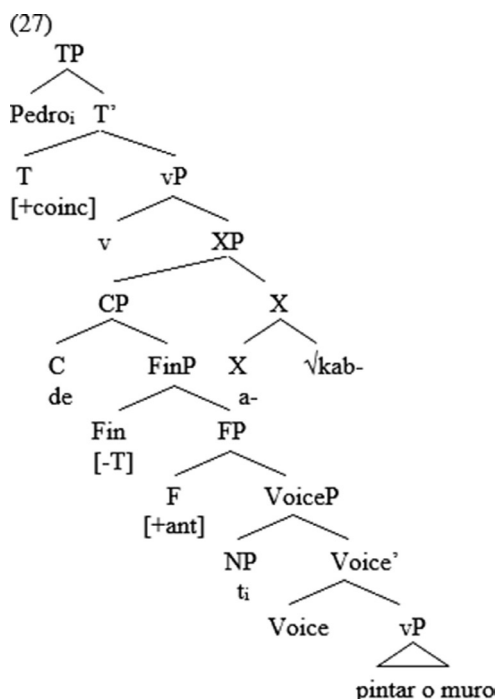 (27)
TP
Pedroᵢ T’
T vP
[+coinc]
v XP
CP X
C FinP X √kab-
de a-
Fin FP
[-T]
F VoiceP
[+ant]
NP Voice’
tᵢ
Voice vP
pintar o muro